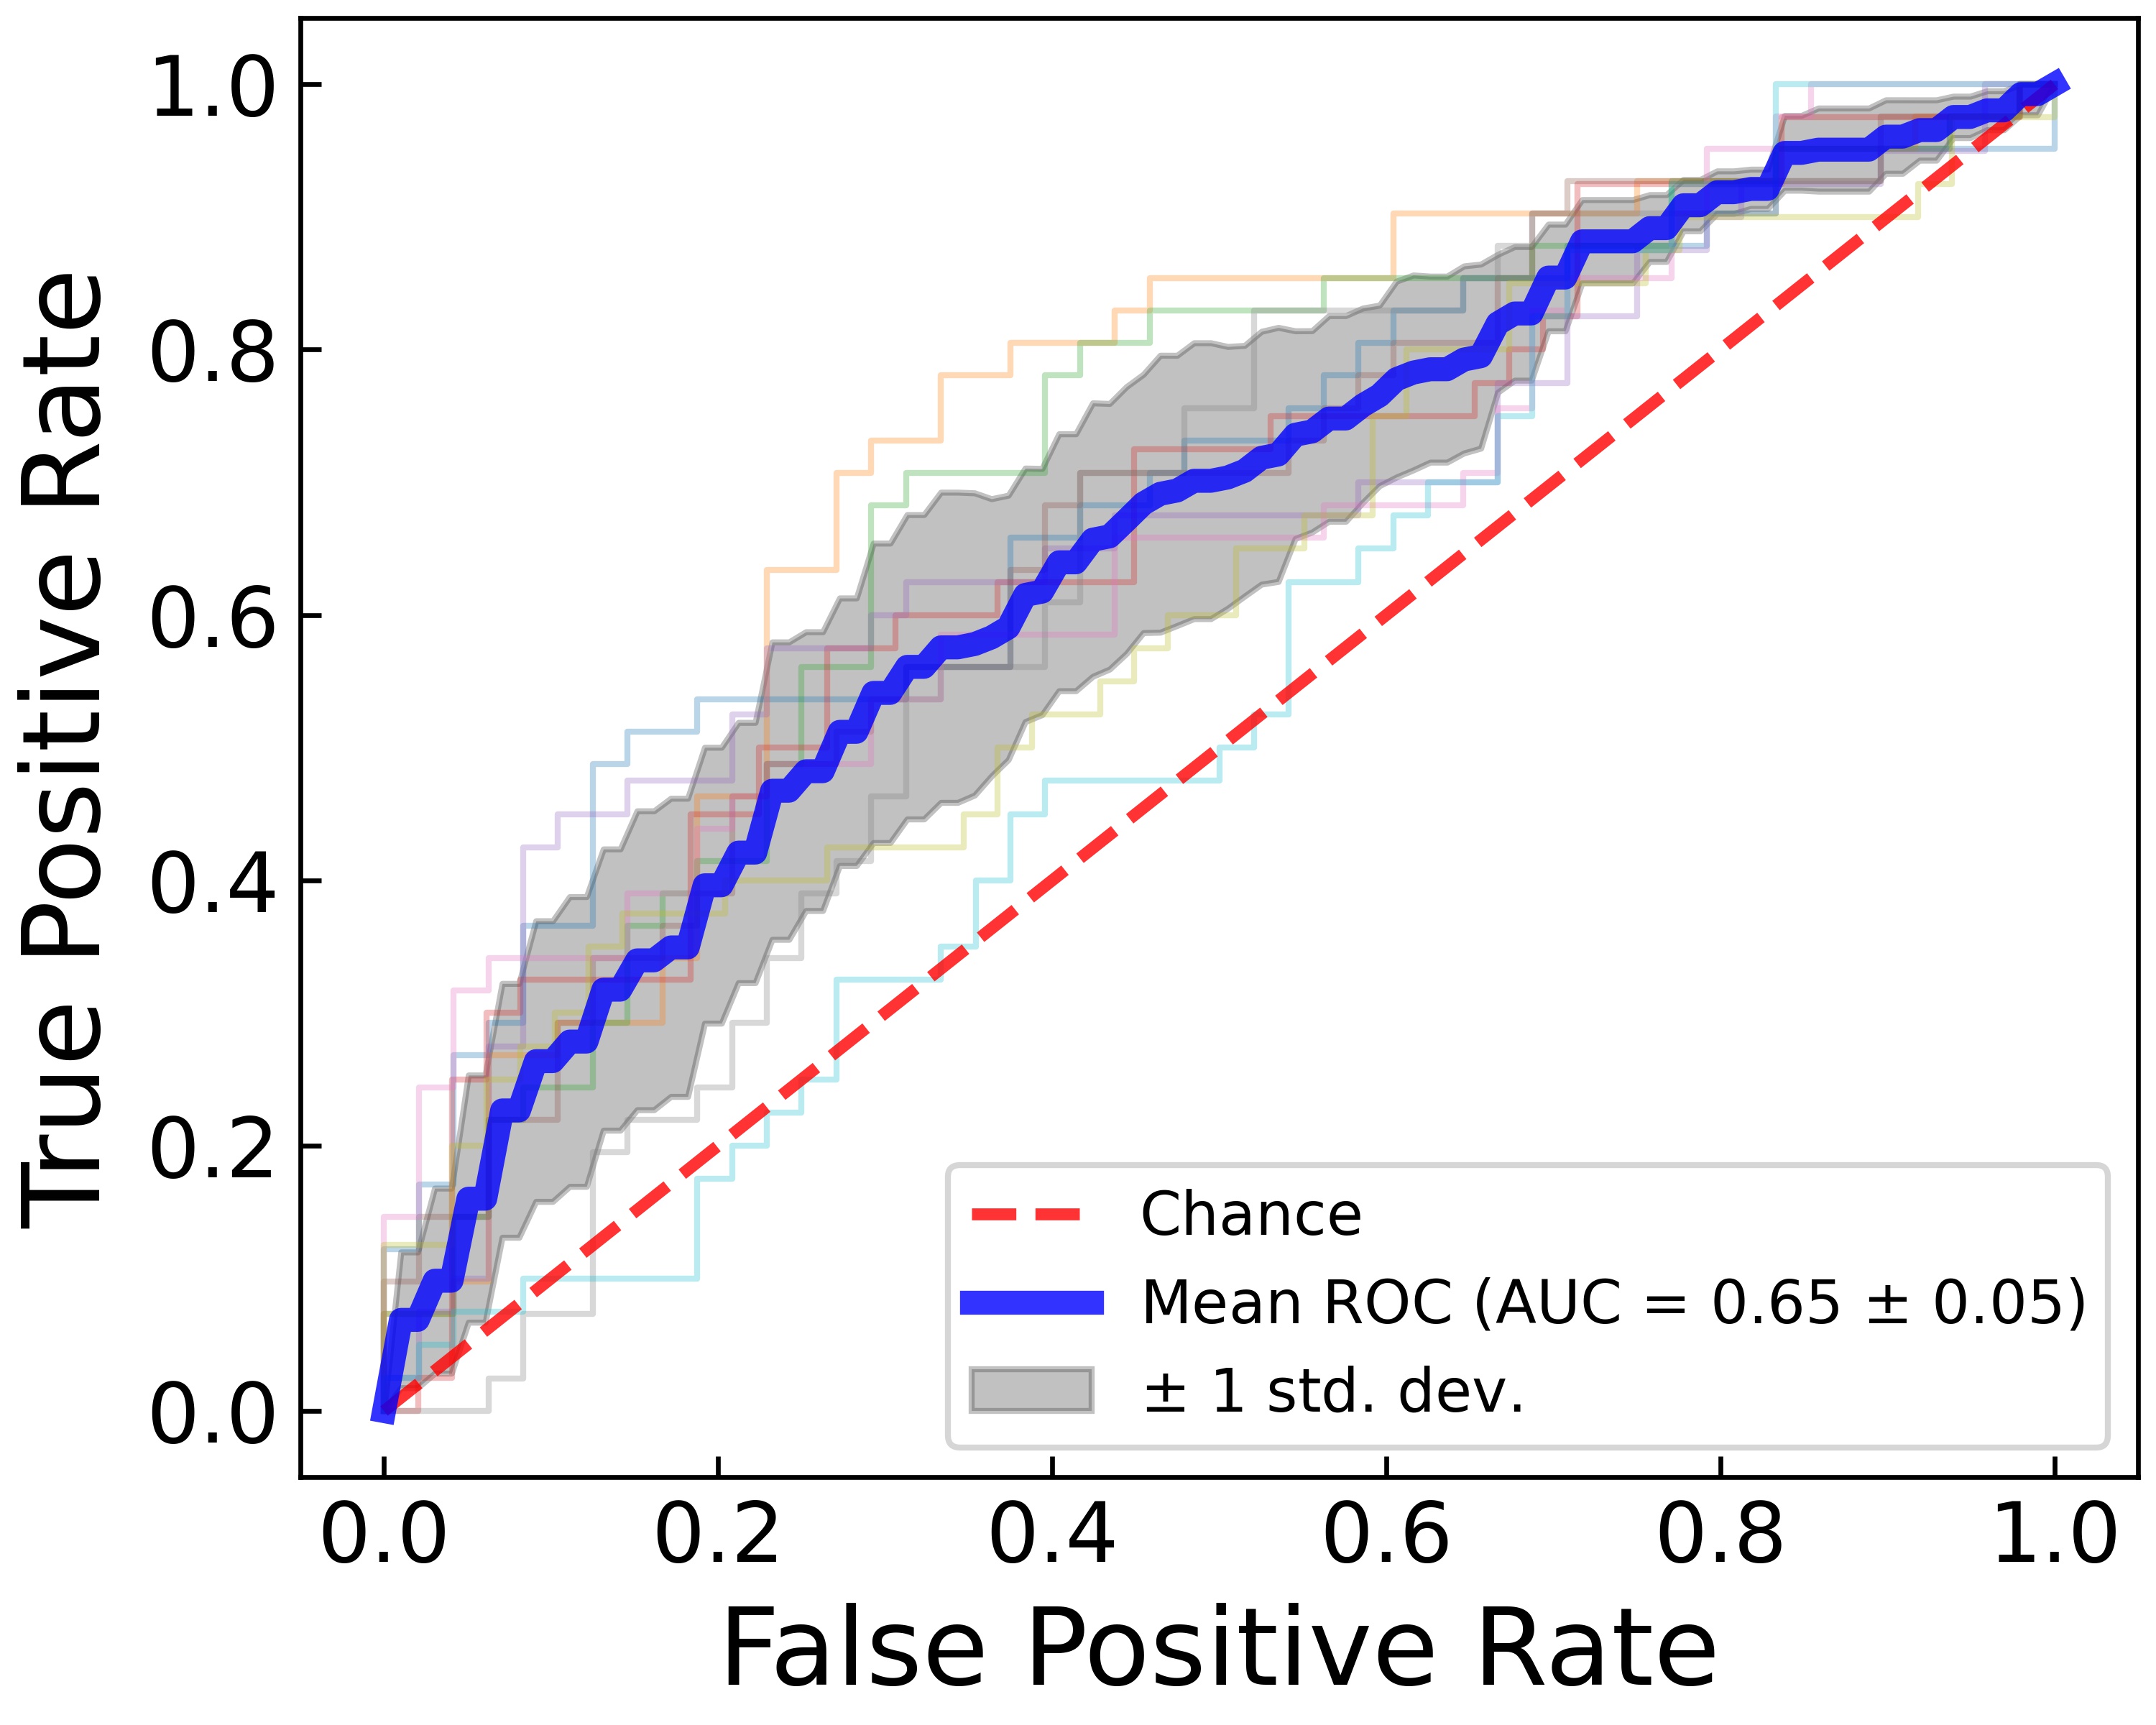 True Positive Rate
1.0
0.8
0.6
0.4
0.2
0.0
Chance
Mean ROC (AUC = 0.65 ± 0.05)
± 1 std. dev.
0.0 0.2 0.4 0.6 0.8 1.0
False Positive Rate